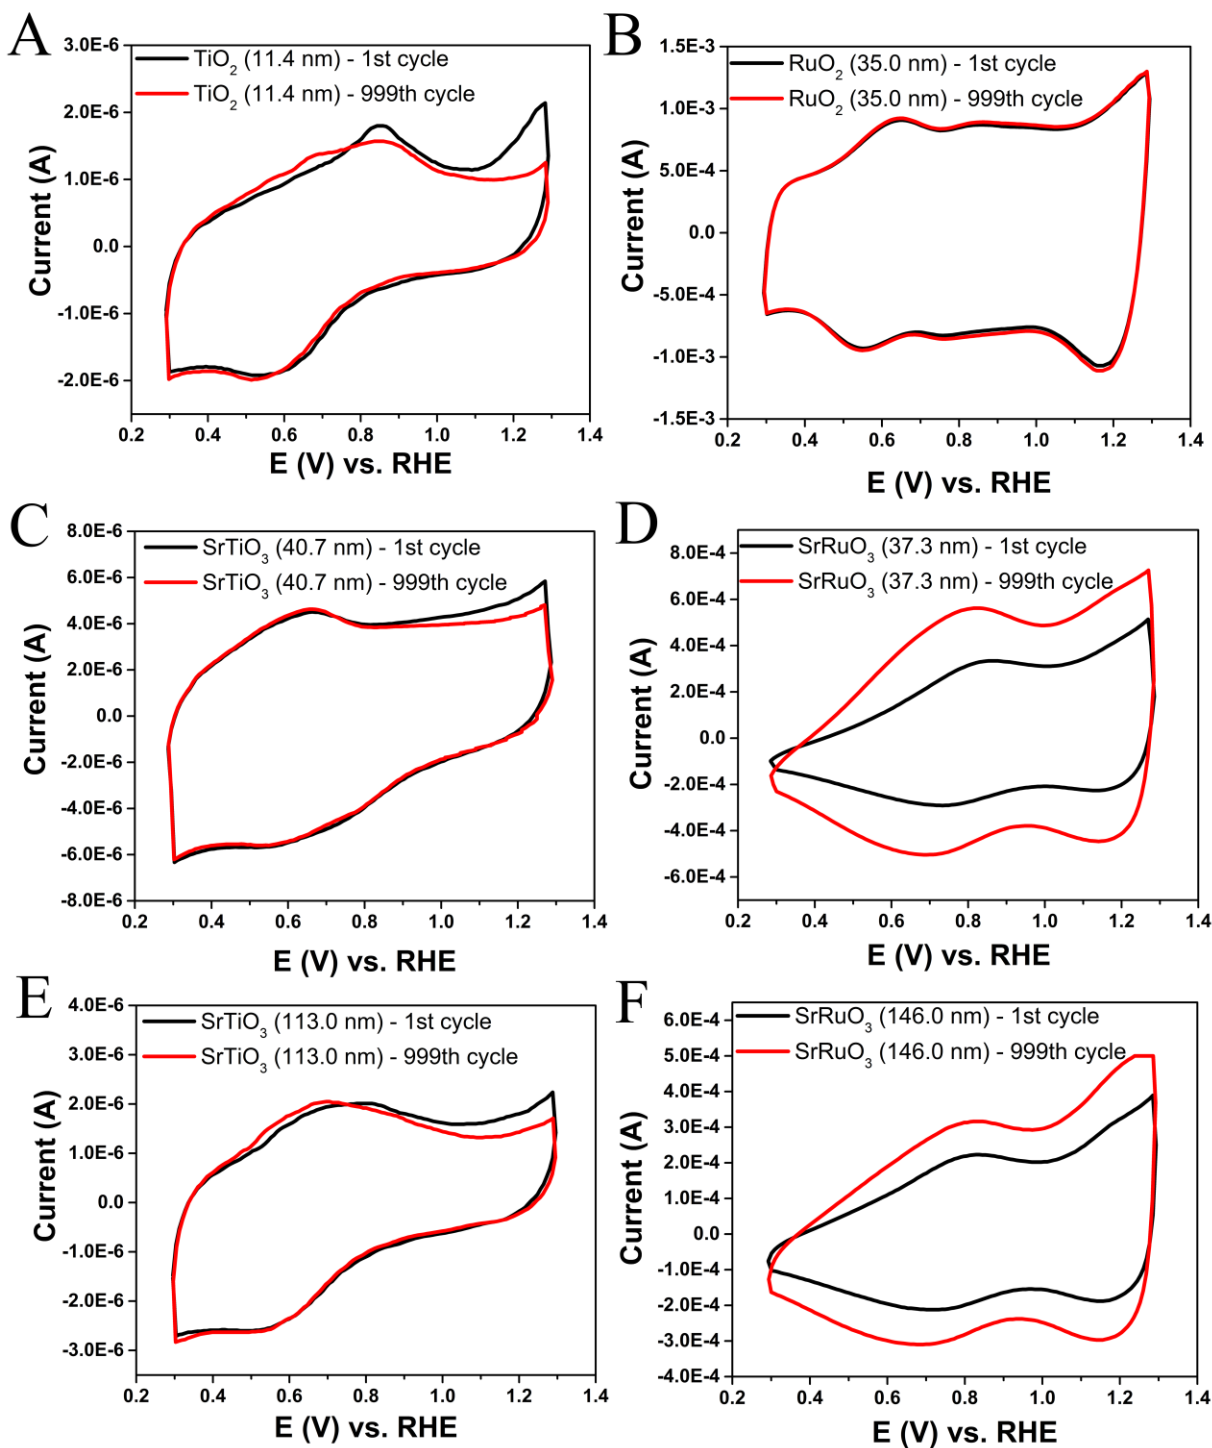 A
TiO₂ (11.4 nm) - 1st cycle
TiO₂ (11.4 nm) - 999th cycle
3.0E-6
2.0E-6
1.0E-6
0.0
-1.0E-6
-2.0E-6
Current (A)
0.2 0.4 0.6 0.8 1.0 1.2 1.4
E (V) vs. RHE
B
RuO₂ (35.0 nm) - 1st cycle
RuO₂ (35.0 nm) - 999th cycle
1.5E-3
1.0E-3
5.0E-4
0.0
-5.0E-4
-1.0E-3
-1.5E-3
Current (A)
0.2 0.4 0.6 0.8 1.0 1.2 1.4
E (V) vs. RHE
C
SrTiO₃ (40.7 nm) - 1st cycle
SrTiO₃ (40.7 nm) - 999th cycle
8.0E-6
6.0E-6
4.0E-6
2.0E-6
0.0
-2.0E-6
-4.0E-6
-6.0E-6
-8.0E-6
Current (A)
0.2 0.4 0.6 0.8 1.0 1.2 1.4
E (V) vs. RHE
D
SrRuO₃ (37.3 nm) - 1st cycle
SrRuO₃ (37.3 nm) - 999th cycle
8.0E-4
6.0E-4
4.0E-4
2.0E-4
0.0
-2.0E-4
-4.0E-4
-6.0E-4
Current (A)
0.2 0.4 0.6 0.8 1.0 1.2 1.4
E (V) vs. RHE
E
SrTiO₃ (113.0 nm) - 1st cycle
SrTiO₃ (113.0 nm) - 999th cycle
4.0E-6
3.0E-6
2.0E-6
1.0E-6
0.0
-1.0E-6
-2.0E-6
-3.0E-6
Current (A)
0.2 0.4 0.6 0.8 1.0 1.2 1.4
E (V) vs. RHE
F
SrRuO₃ (146.0 nm) - 1st cycle
SrRuO₃ (146.0 nm) - 999th cycle
6.0E-4
5.0E-4
4.0E-4
3.0E-4
2.0E-4
1.0E-4
0.0
-1.0E-4
-2.0E-4
-3.0E-4
-4.0E-4
Current (A)
0.2 0.4 0.6 0.8 1.0 1.2 1.4
E (V) vs. RHE